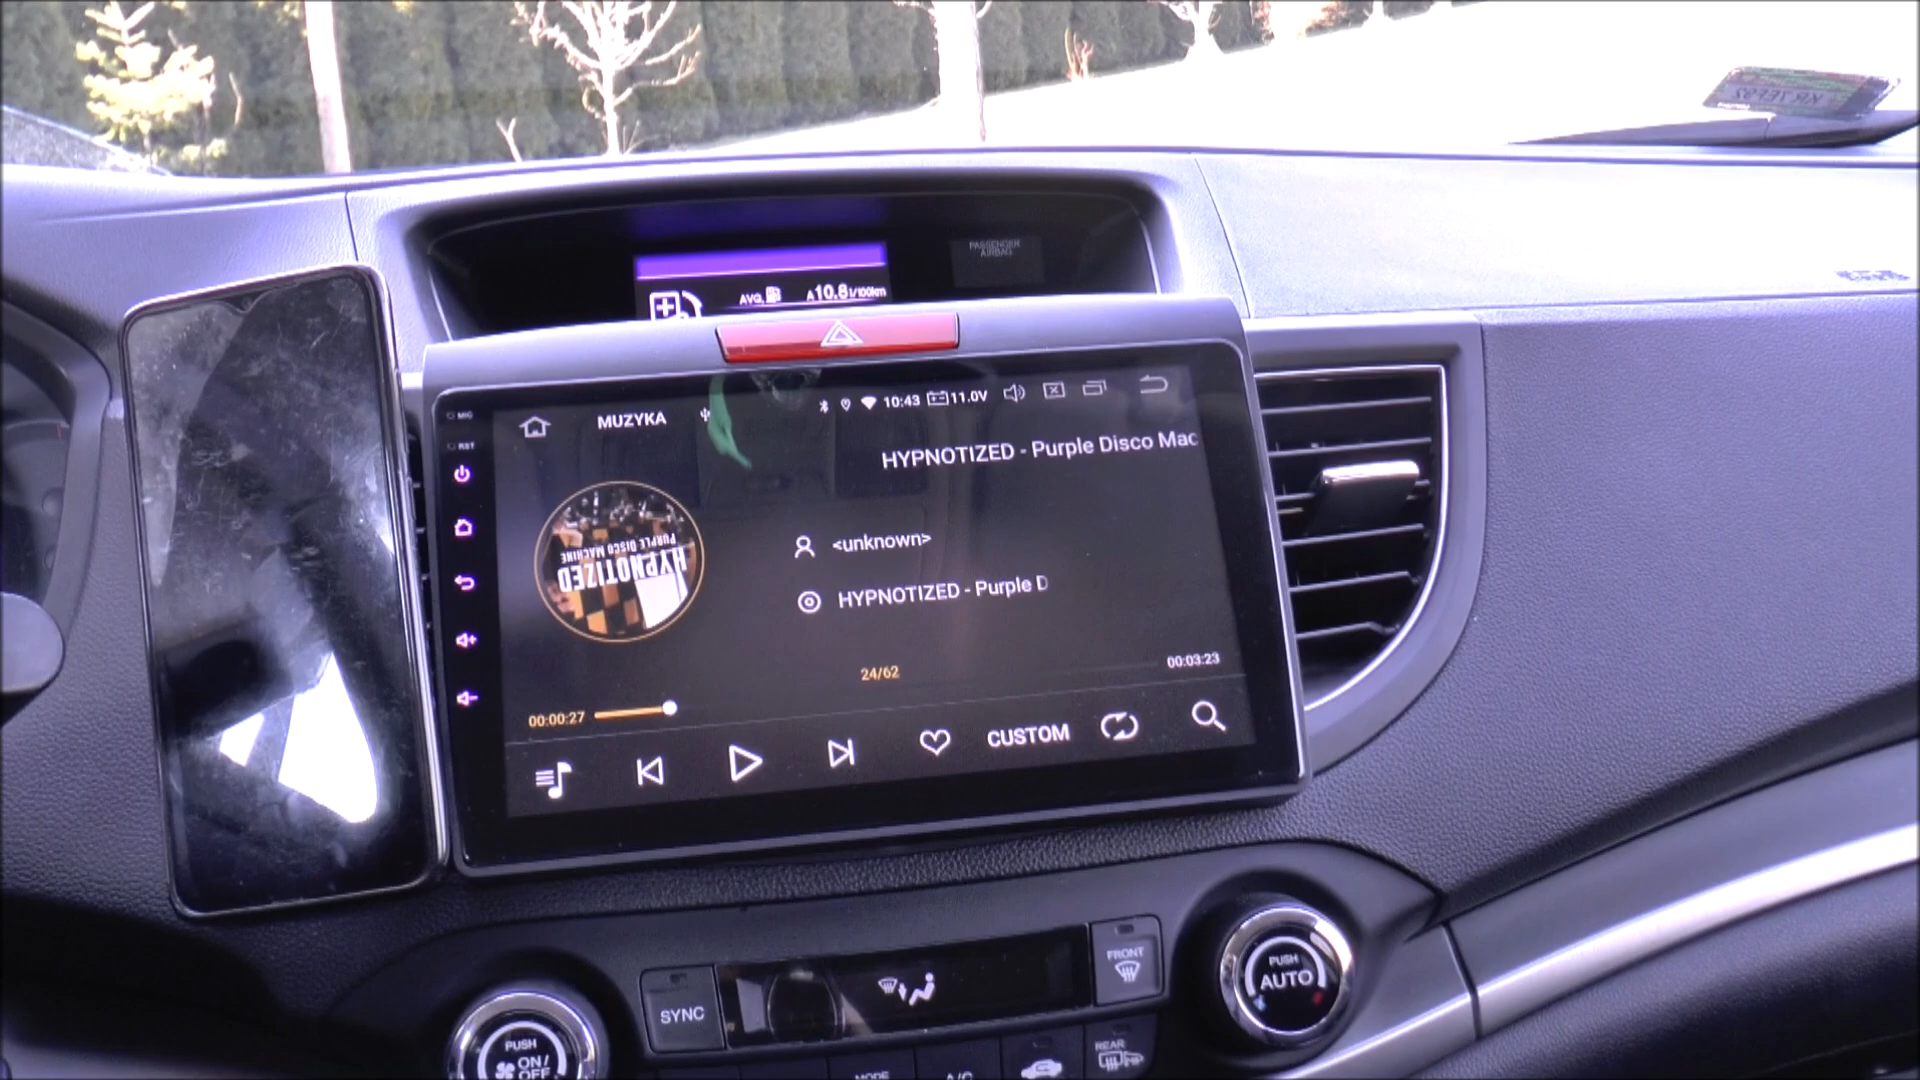 PASSENGER
AIRBAG
AVG.
A 10.8 l/100km
MIC
RST
MUZYKA
10:43
11.0V
HYPNOTIZED - Purple Disco Mac
HYPNOTIZED
PURPLE DISCO MACHINE
<unknown>
HYPNOTIZED - Purple D
24/62
00:00:27
00:03:23
CUSTOM
SYNC
FRONT
PUSH
AUTO
PUSH
ON/
OFF
MODE
A/C
REAR